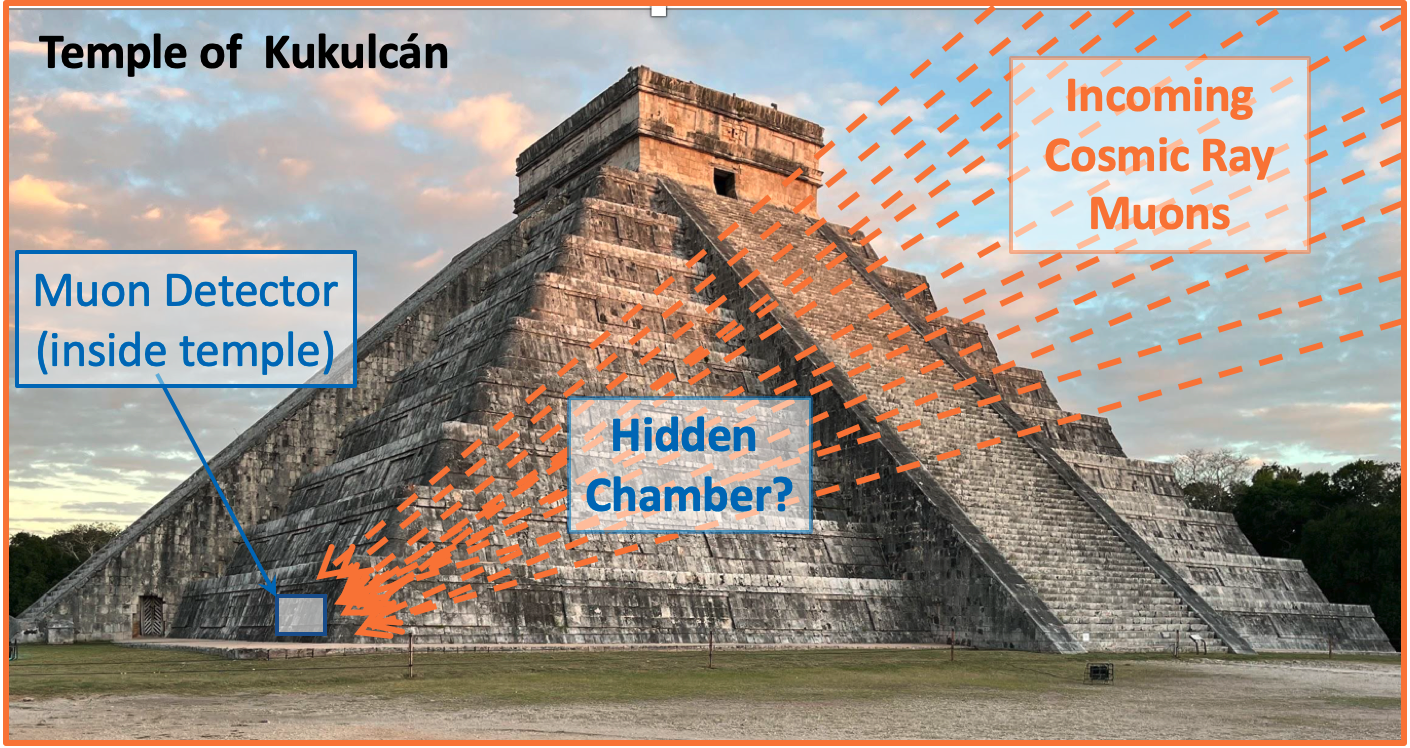 Temple of Kukulcán
Incoming
Cosmic Ray
Muons
Muon Detector
(inside temple)
Hidden
Chamber?